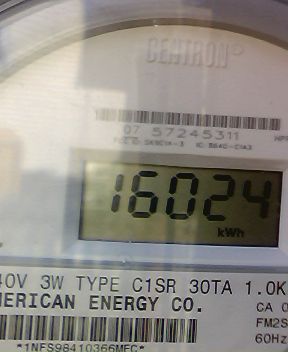 CENTRON®
07 57245311
16024
kWh
40V 3W TYPE C1SR 30TA 1.0K
MERICAN ENERGY CO.
CA 0
FM2S
60Hz
*1NFS98410366MFC*